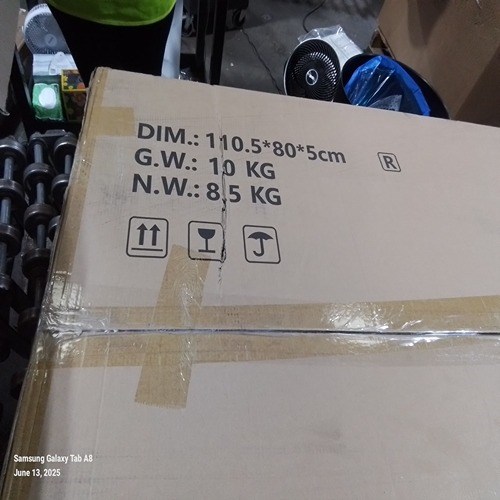 DIM.: 110.5*80*5cm
R
G.W.: 10 KG
N.W.: 8.5 KG
Samsung Galaxy Tab A8
June 13, 2025